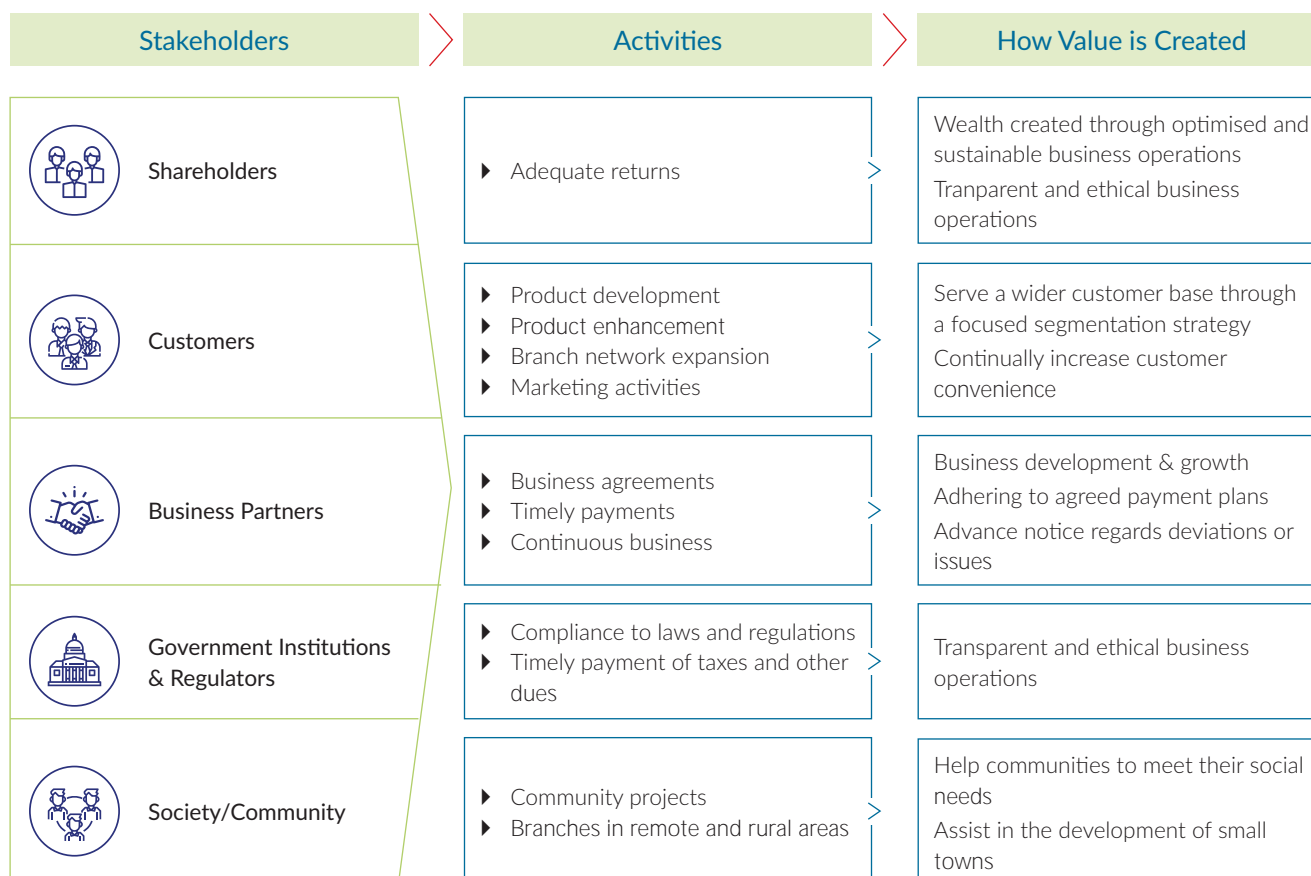 Stakeholders
Activities
How Value is Created
Shareholders
Adequate returns
Wealth created through optimised and
sustainable business operations
Tranparent and ethical business
operations
Customers
Product development
Product enhancement
Branch network expansion
Marketing activities
Serve a wider customer base through
a focused segmentation strategy
Continually increase customer
convenience
Business Partners
Business agreements
Timely payments
Continuous business
Business development & growth
Adhering to agreed payment plans
Advance notice regards deviations or
issues
Government Institutions
& Regulators
Compliance to laws and regulations
Timely payment of taxes and other
dues
Transparent and ethical business
operations
Society/Community
Community projects
Branches in remote and rural areas
Help communities to meet their social
needs
Assist in the development of small
towns